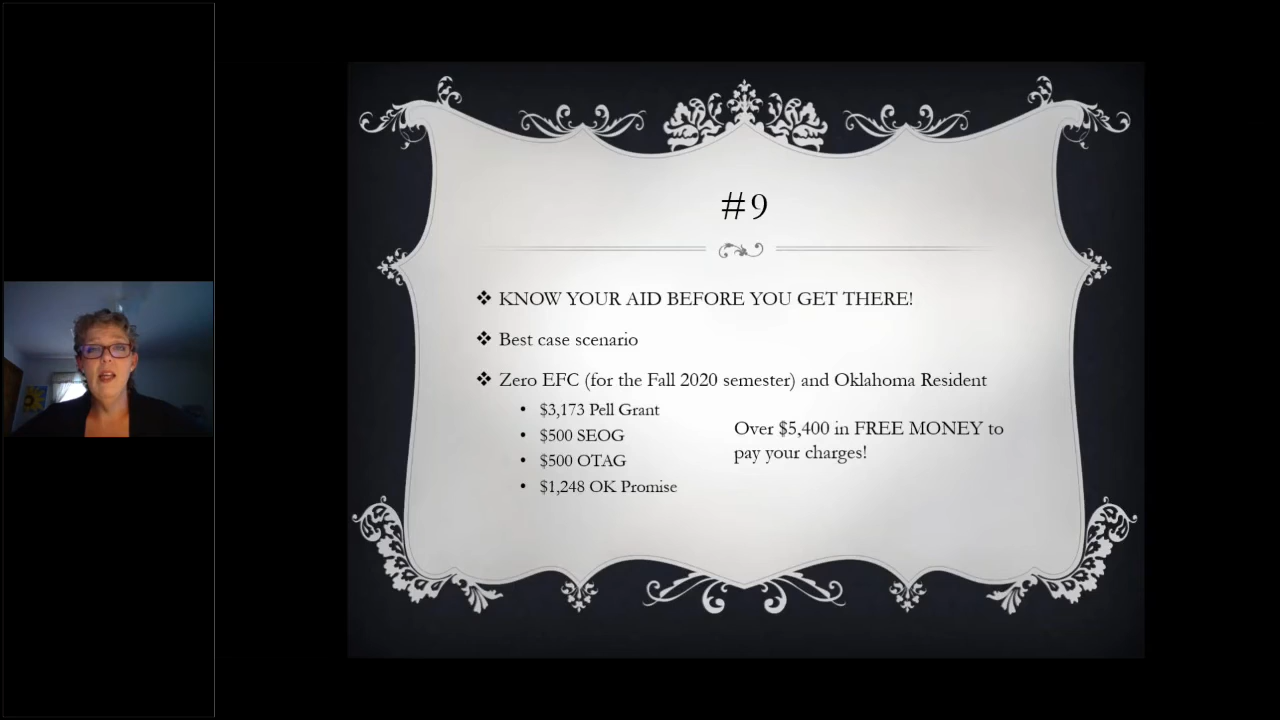 #9
❖ KNOW YOUR AID BEFORE YOU GET THERE!
❖ Best case scenario
❖ Zero EFC (for the Fall 2020 semester) and Oklahoma Resident
• $3,173 Pell Grant
• $500 SEOG
• $500 OTAG
• $1,248 OK Promise
Over $5,400 in FREE MONEY to
pay your charges!